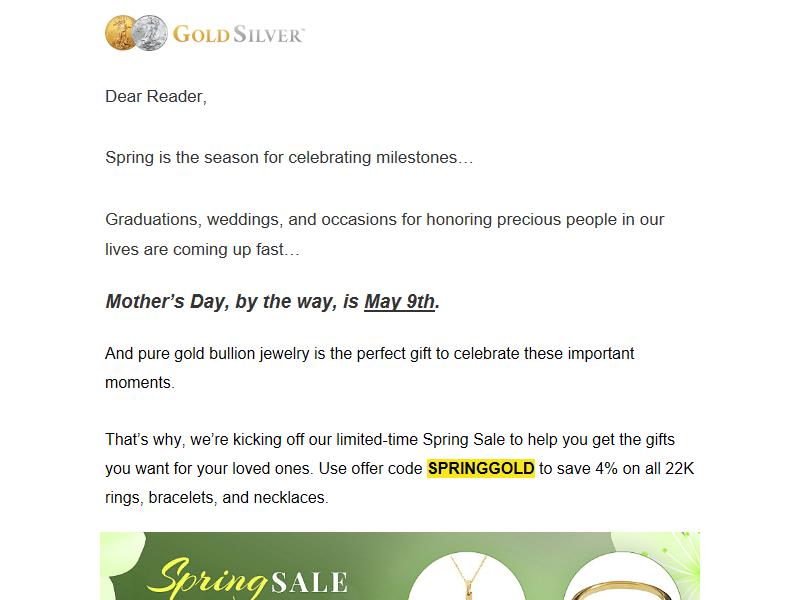 GOLD SILVER™
Dear Reader,
Spring is the season for celebrating milestones…
Graduations, weddings, and occasions for honoring precious people in our
lives are coming up fast…
Mother’s Day, by the way, is May 9th.
And pure gold bullion jewelry is the perfect gift to celebrate these important
moments.
That’s why, we’re kicking off our limited-time Spring Sale to help you get the gifts
you want for your loved ones. Use offer code SPRINGGOLD to save 4% on all 22K
rings, bracelets, and necklaces.
Spring SALE